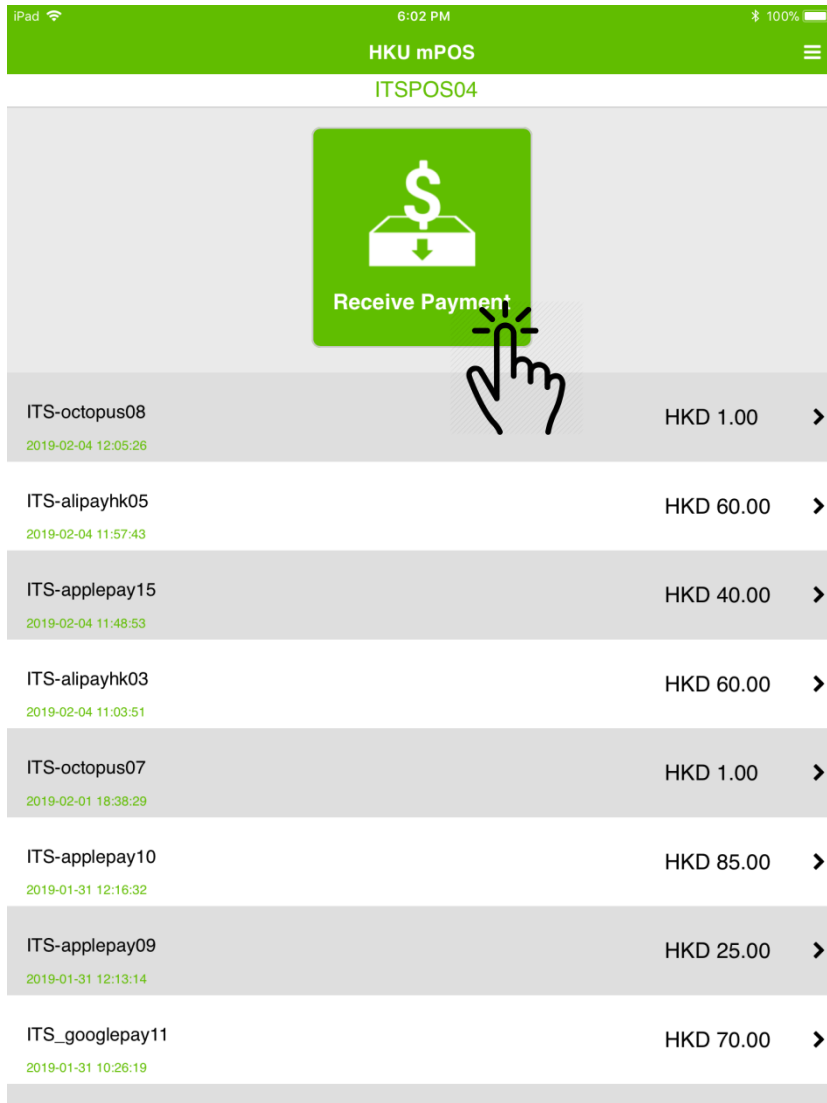 iPad 6:02 PM 100%
HKU mPOS
ITSPOS04
$
Receive Payment
ITS-octopus08 HKD 1.00
2019-02-04 12:05:26
ITS-alipayhk05 HKD 60.00
2019-02-04 11:57:43
ITS-applepay15 HKD 40.00
2019-02-04 11:48:53
ITS-alipayhk03 HKD 60.00
2019-02-04 11:03:51
ITS-octopus07 HKD 1.00
2019-02-01 18:38:29
ITS-applepay10 HKD 85.00
2019-01-31 12:16:32
ITS-applepay09 HKD 25.00
2019-01-31 12:13:14
ITS_googlepay11 HKD 70.00
2019-01-31 10:26:19